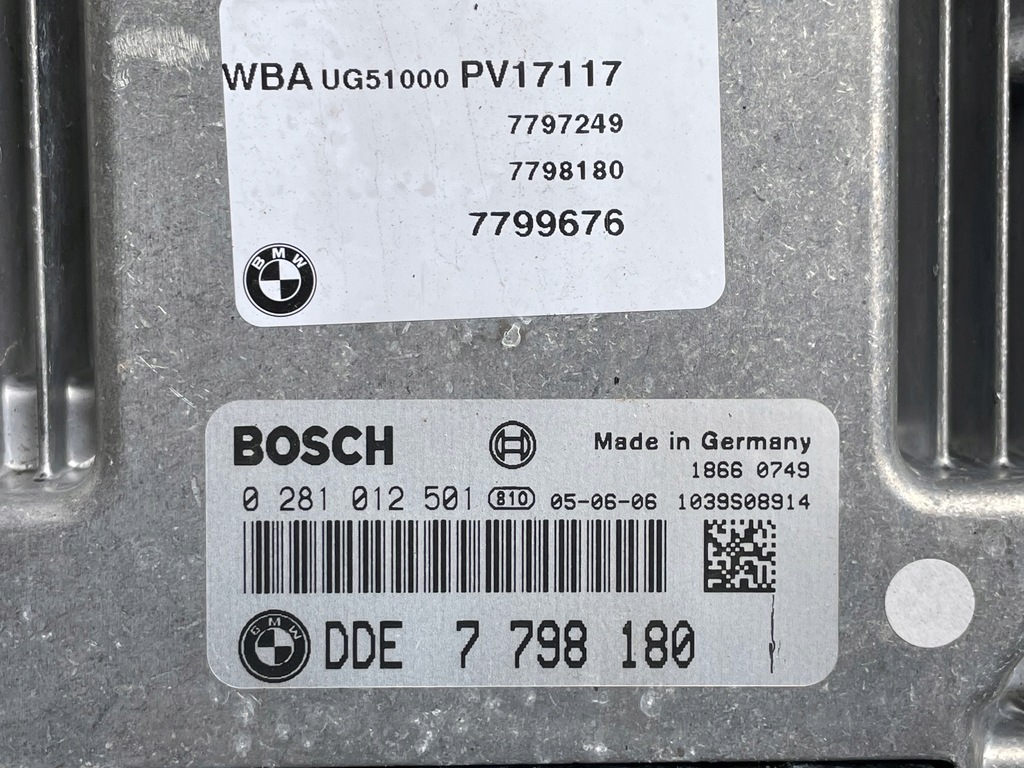 WBA UG51000 PV17117
7797249
7798180
7799676
BMW
BOSCH
Made in Germany
1866 0749
0 281 012 501 810 05-06-06 1039S08914
BMW DDE 7 798 180